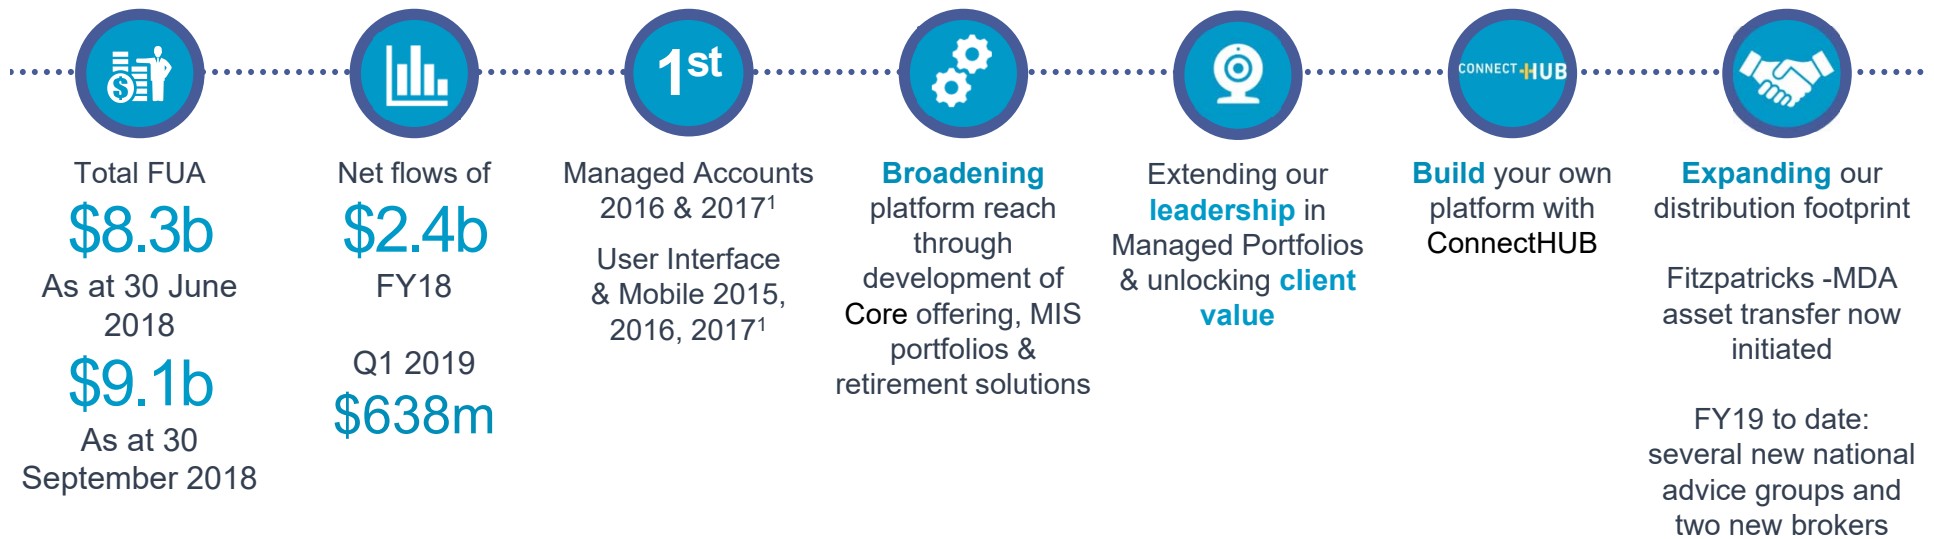 Total FUA
$8.3b
As at 30 June
2018
$9.1b
As at 30
September 2018
Net flows of
$2.4b
FY18
Q1 2019
$638m
1st
Managed Accounts
2016 & 2017¹
User Interface
& Mobile 2015,
2016, 2017¹
Broadening
platform reach
through
development of
Core offering, MIS
portfolios &
retirement solutions
Extending our
leadership in
Managed Portfolios
& unlocking client
value
CONNECT HUB
Build your own
platform with
ConnectHUB
Expanding our
distribution footprint
Fitzpatricks -MDA
asset transfer now
initiated
FY19 to date:
several new national
advice groups and
two new brokers